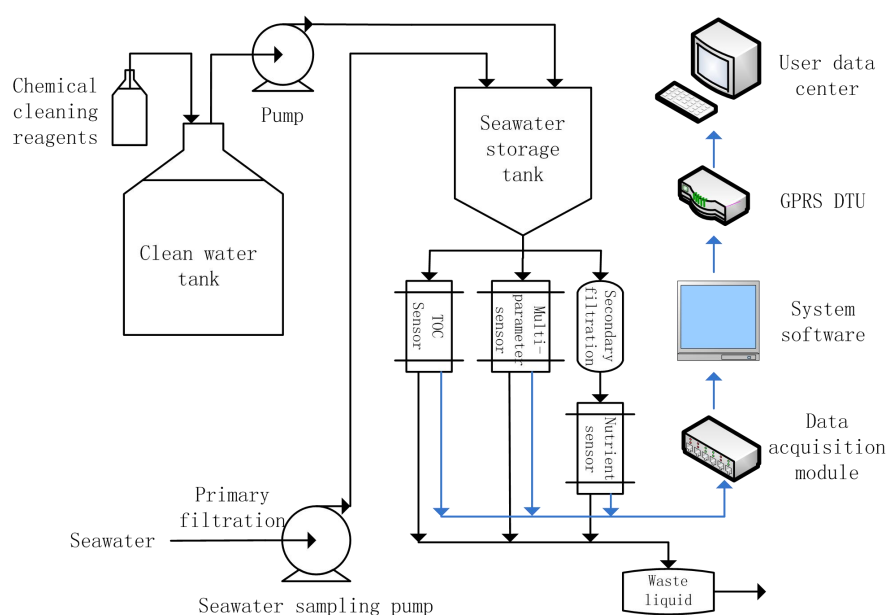 Chemical
cleaning
reagents
Pump
Clean water
tank
Seawater
storage
tank
TOC
Sensor
Multi-
parameter
sensor
Secondary
filtration
Nutrient
sensor
User data
center
GPRS DTU
System
software
Data
acquisition
module
Primary
filtration
Seawater
Seawater sampling pump
Waste
liquid